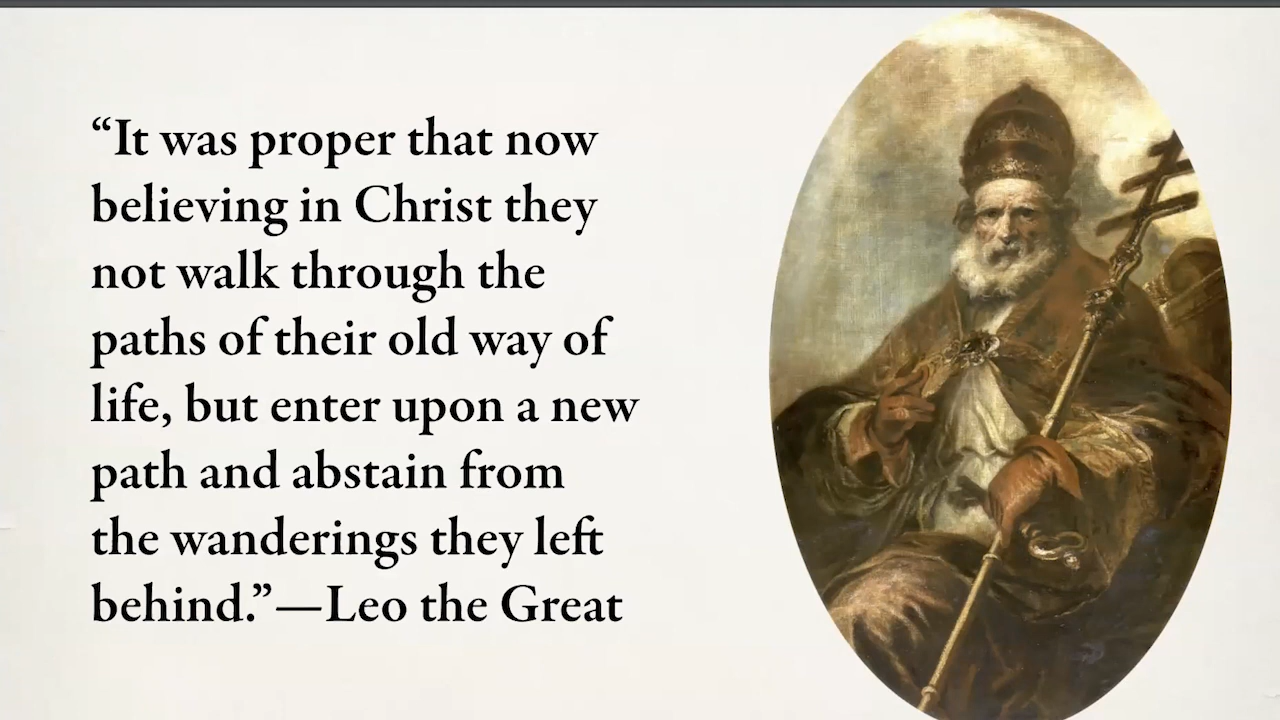 “It was proper that now
believing in Christ they
not walk through the
paths of their old way of
life, but enter upon a new
path and abstain from
the wanderings they left
behind.”—Leo the Great